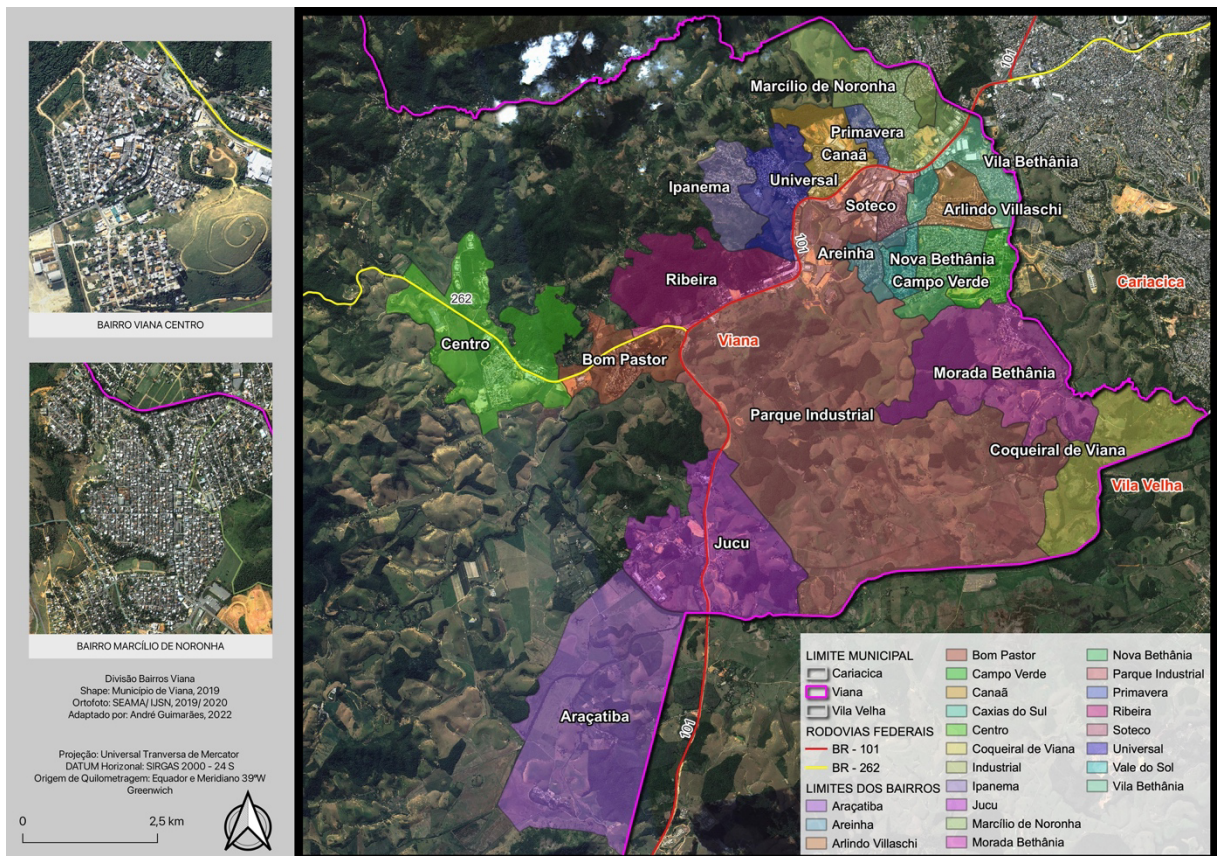 BAIRRO VIANA CENTRO
BAIRRO MARCÍLIO DE NORONHA
Divisão Bairros Viana
Shape: Município de Viana, 2019
Ortofoto: SEAMA/ IJSN, 2019/ 2020
Adaptado por: André Guimarães, 2022
Projeção: Universal Tranversa de Mercator
DATUM Horizonal: SIRGAS 2000 - 24 S
Origem de Quilometragem: Equador e Meridiano 39ºW
Greenwich
0 2,5 km
101
Marcílio de Noronha
Primavera
Canaã
Vila Bethânia
Ipanema
Universal
Soteco
Arlindo Villaschi
101
Areinha
Nova Bethânia
Ribeira
Campo Verde
Cariacica
262
Centro
Viana
Bom Pastor
Morada Bethânia
Parque Industrial
Coqueiral de Viana
Vila Velha
Jucu
Araçatiba
101
LIMITE MUNICIPAL
Cariacica
Viana
Vila Velha
RODOVIAS FEDERAIS
BR - 101
BR - 262
LIMITES DOS BAIRROS
Araçatiba
Areinha
Arlindo Villaschi
Bom Pastor
Campo Verde
Canaã
Caxias do Sul
Centro
Coqueiral de Viana
Industrial
Ipanema
Jucu
Marcílio de Noronha
Morada Bethânia
Nova Bethânia
Parque Industrial
Primavera
Ribeira
Soteco
Universal
Vale do Sol
Vila Bethânia